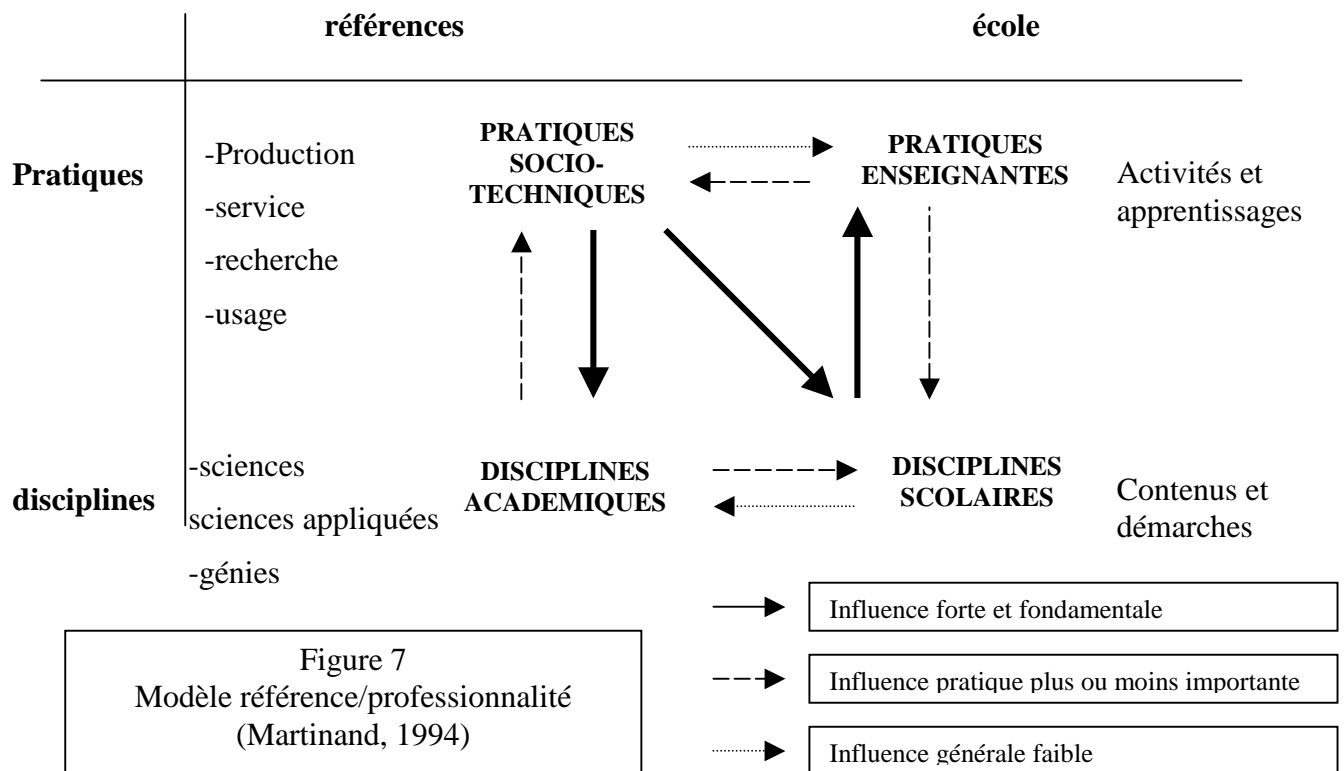 références
école
Pratiques
-Production
-service
-recherche
-usage
PRATIQUES
SOCIO-
TECHNIQUES
PRATIQUES
ENSEIGNANTES
Activités et
apprentissages
disciplines
-sciences
sciences appliquées
-génies
DISCIPLINES
ACADEMIQUES
DISCIPLINES
SCOLAIRES
Contenus et
démarches
Figure 7
Modèle référence/professionnalité
(Martinand, 1994)
Influence forte et fondamentale
Influence pratique plus ou moins importante
Influence générale faible